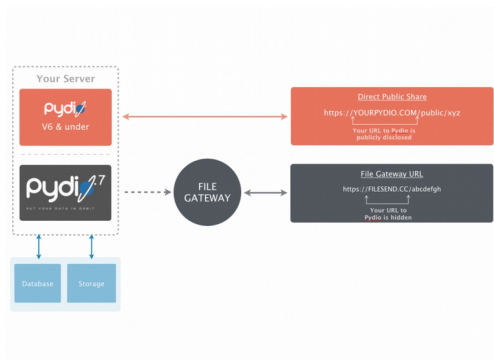 Your Server
pydio
V6 & under
pydio.7
PUT YOUR DATA IN ORBIT
Database
Storage
FILE
GATEWAY
Direct Public Share
https://YOURPYDIO.COM/public/xyz
Your URL to Pydio is
publicly disclosed
File Gateway URL
https://FILESEND.CC/abcdefgh
Your URL to
Pydio is hidden